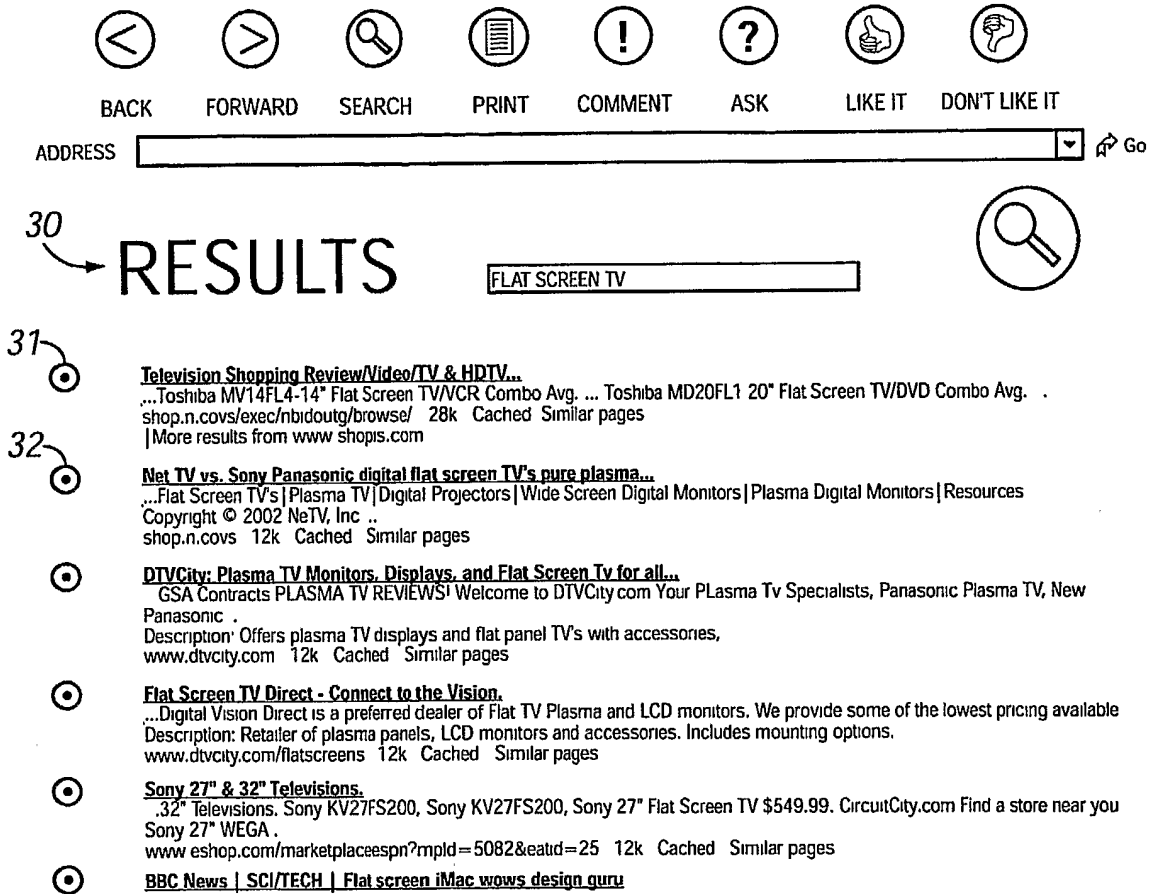 < > ! ?
BACK FORWARD SEARCH PRINT COMMENT ASK LIKE IT DON'T LIKE IT
ADDRESS Go
30
RESULTS FLAT SCREEN TV
31
Television Shopping Review/Video/TV & HDTV...
...Toshiba MV14FL4-14" Flat Screen TV/VCR Combo Avg. ... Toshiba MD20FL1 20" Flat Screen TV/DVD Combo Avg. .
shop.n.covs/exec/nbidoutg/browse/ 28k Cached Similar pages
|More results from www shopis.com
32
Net TV vs. Sony Panasonic digital flat screen TV's pure plasma...
...Flat Screen TV's|Plasma TV|Digital Projectors|Wide Screen Digital Monitors|Plasma Digital Monitors|Resources
Copyright © 2002 NeTV, Inc ..
shop.n.covs 12k Cached Similar pages
DTVCity: Plasma TV Monitors, Displays, and Flat Screen Tv for all...
GSA Contracts PLASMA TV REVIEWS! Welcome to DTVCity com Your PLasma Tv Specialists, Panasonic Plasma TV, New
Panasonic .
Description' Offers plasma TV displays and flat panel TV's with accessories,
www.dtvcity.com 12k Cached Similar pages
Flat Screen TV Direct - Connect to the Vision.
...Digital Vision Direct is a preferred dealer of Flat TV Plasma and LCD monitors. We provide some of the lowest pricing available
Description: Retailer of plasma panels, LCD monitors and accessories. Includes mounting options.
www.dtvcity.com/flatscreens 12k Cached Similar pages
Sony 27" & 32" Televisions.
.32" Televisions. Sony KV27FS200, Sony KV27FS200, Sony 27" Flat Screen TV $549.99. CircuitCity.com Find a store near you
Sony 27" WEGA .
www eshop.com/marketplaceespn?mpld=5082&eatid=25 12k Cached Similar pages
BBC News | SCI/TECH | Flat screen iMac wows design guru